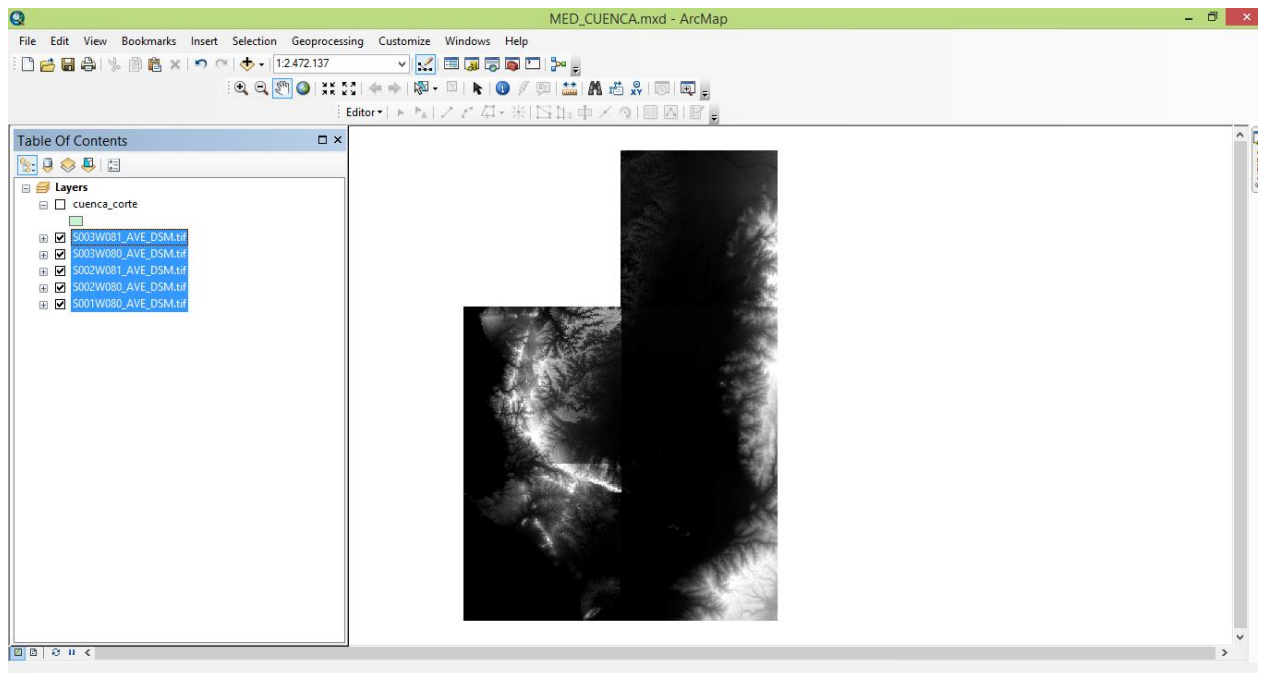 MED_CUENCA.mxd - ArcMap
File Edit View Bookmarks Insert Selection Geoprocessing Customize Windows Help
1:2.472.137
Editor
Table Of Contents
Layers
cuenca_corte
S003W081_AVE_DSM.tif
S003W080_AVE_DSM.tif
S002W081_AVE_DSM.tif
S002W080_AVE_DSM.tif
S001W080_AVE_DSM.tif